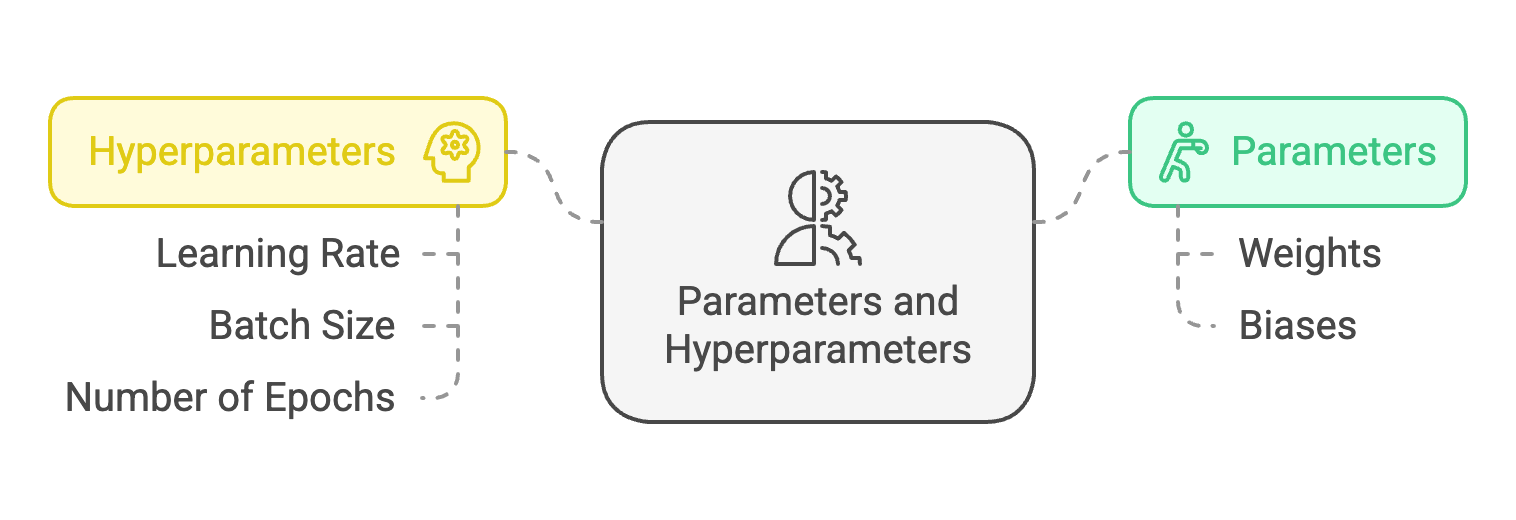 Hyperparameters
Learning Rate
Batch Size
Number of Epochs
Parameters and
Hyperparameters
Parameters
Weights
Biases